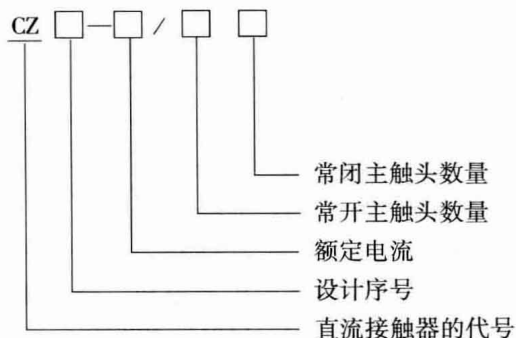 CZ □—□ / □ □
常闭主触头数量
常开主触头数量
额定电流
设计序号
直流接触器的代号